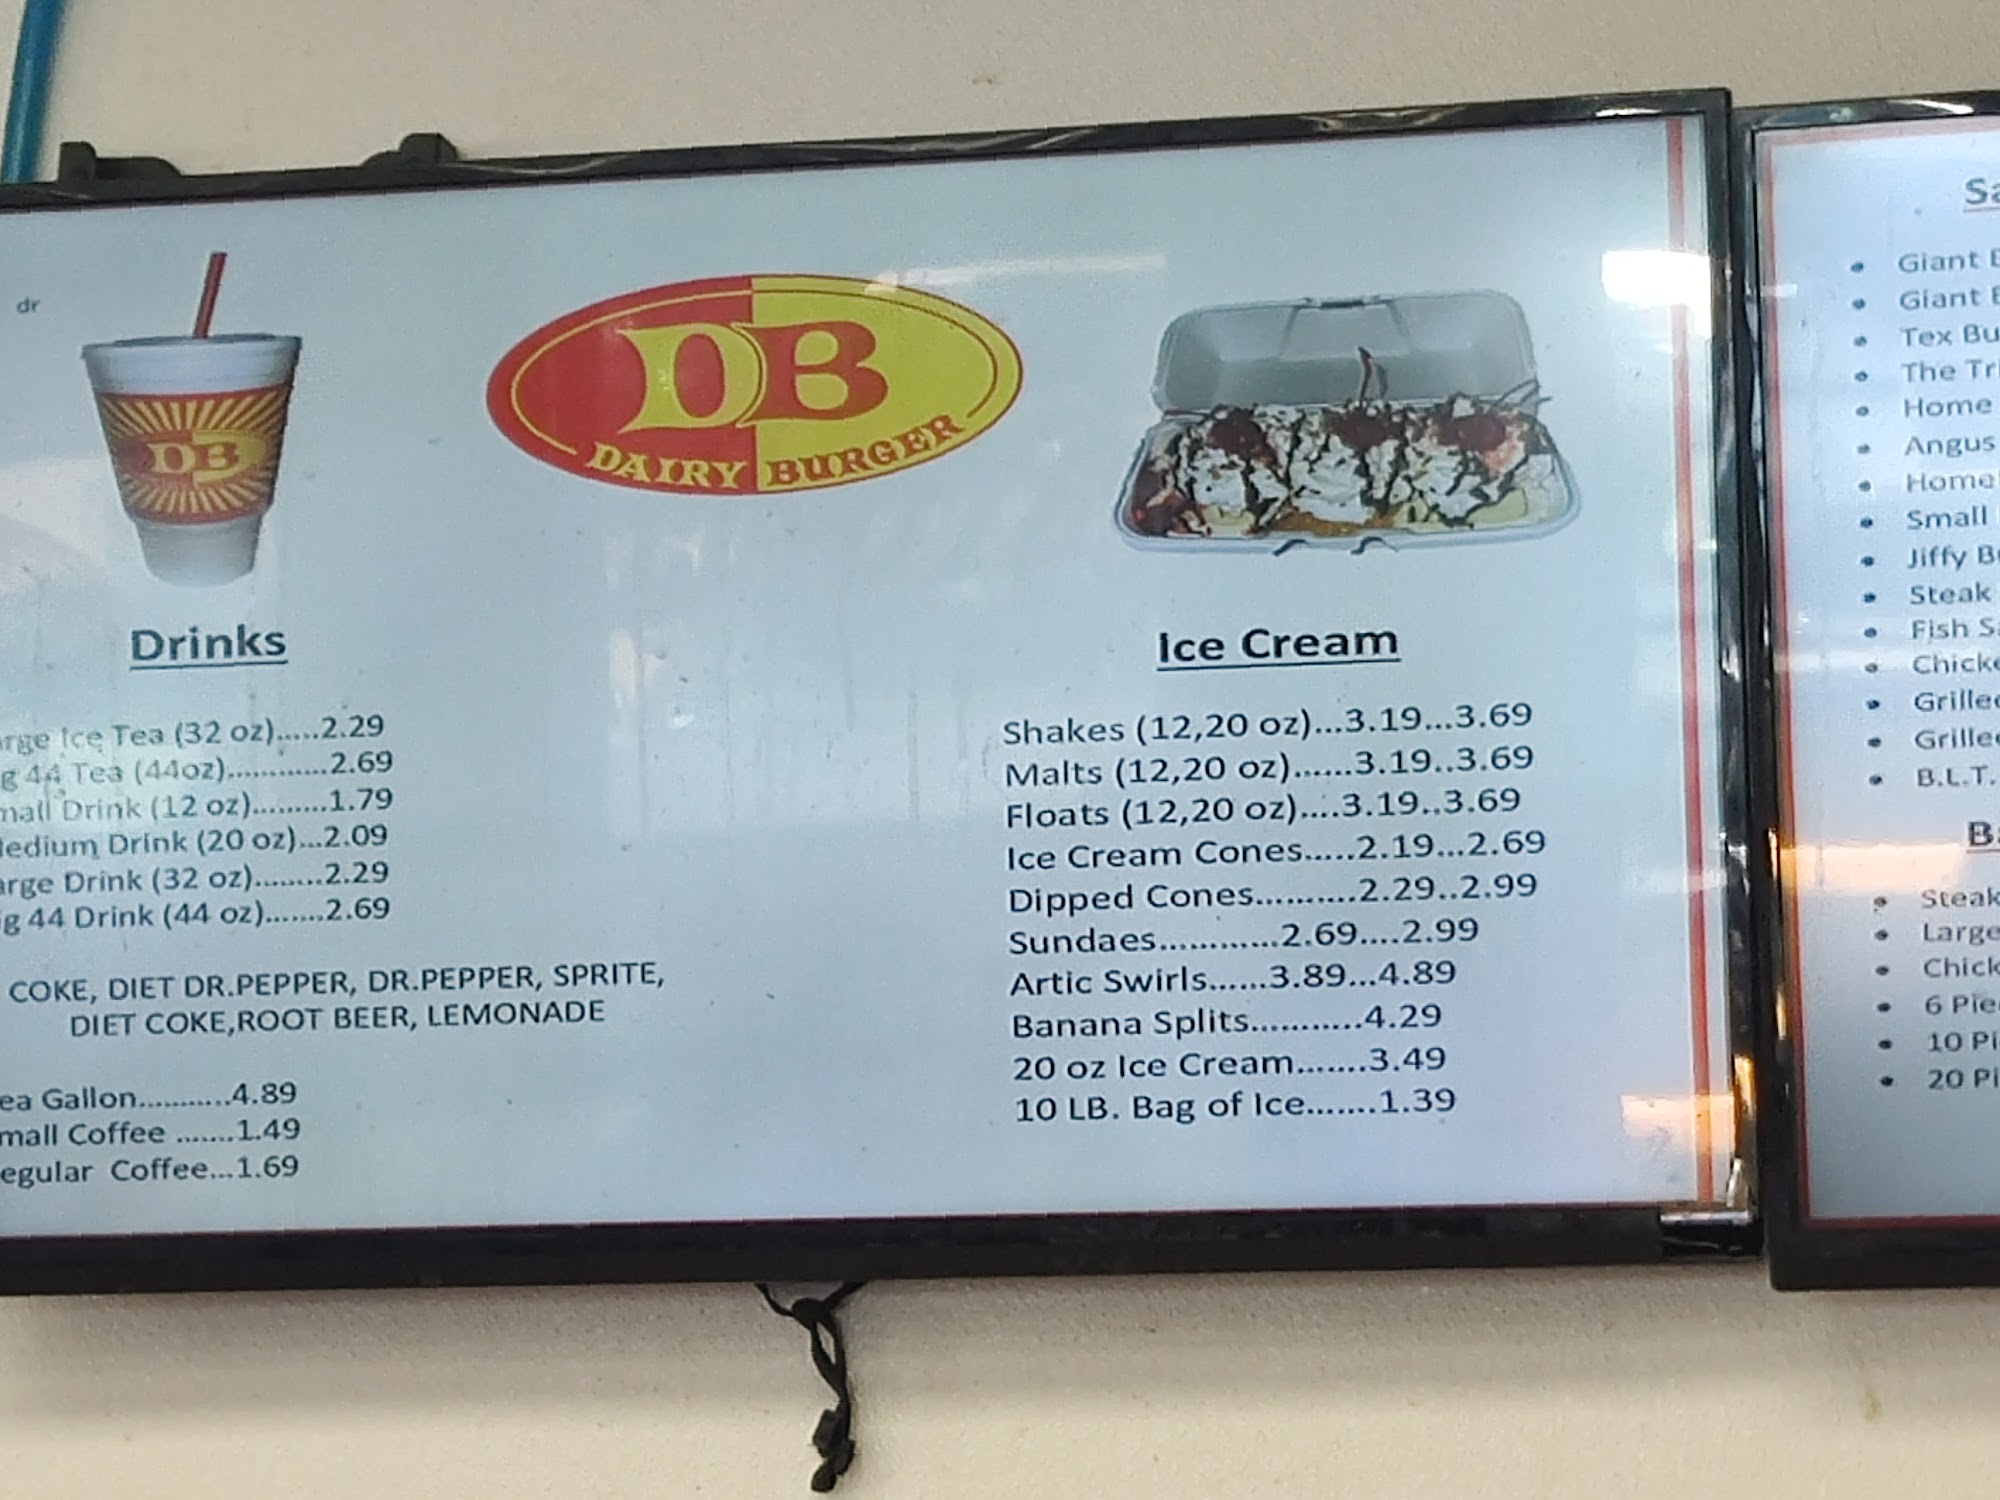 dr
DB
DB
DAIRY BURGER
Drinks
Ice Tea (32 oz).....2.29
44 Tea (44oz)............2.69
Drink (12 oz).........1.79
Drink (20 oz)...2.09
Drink (32 oz)........2.29
44 Drink (44 oz).......2.69
COKE, DIET DR.PEPPER, DR.PEPPER, SPRITE,
DIET COKE,ROOT BEER, LEMONADE
Gallon...........4.89
Coffee .......1.49
Coffee...1.69
Ice Cream
Shakes (12,20 oz)...3.19...3.69
Malts (12,20 oz)......3.19..3.69
Floats (12,20 oz)....3.19..3.69
Ice Cream Cones.....2.19...2.69
Dipped Cones..........2.29..2.99
Sundaes............2.69....2.99
Artic Swirls......3.89...4.89
Banana Splits...........4.29
20 oz Ice Cream.......3.49
10 LB. Bag of Ice.......1.39
Giant
Giant
Tex
The
Home
Angus
Small
Jiffy
Steak
Fish
B.L.T.
Steak
Large
6
10
20